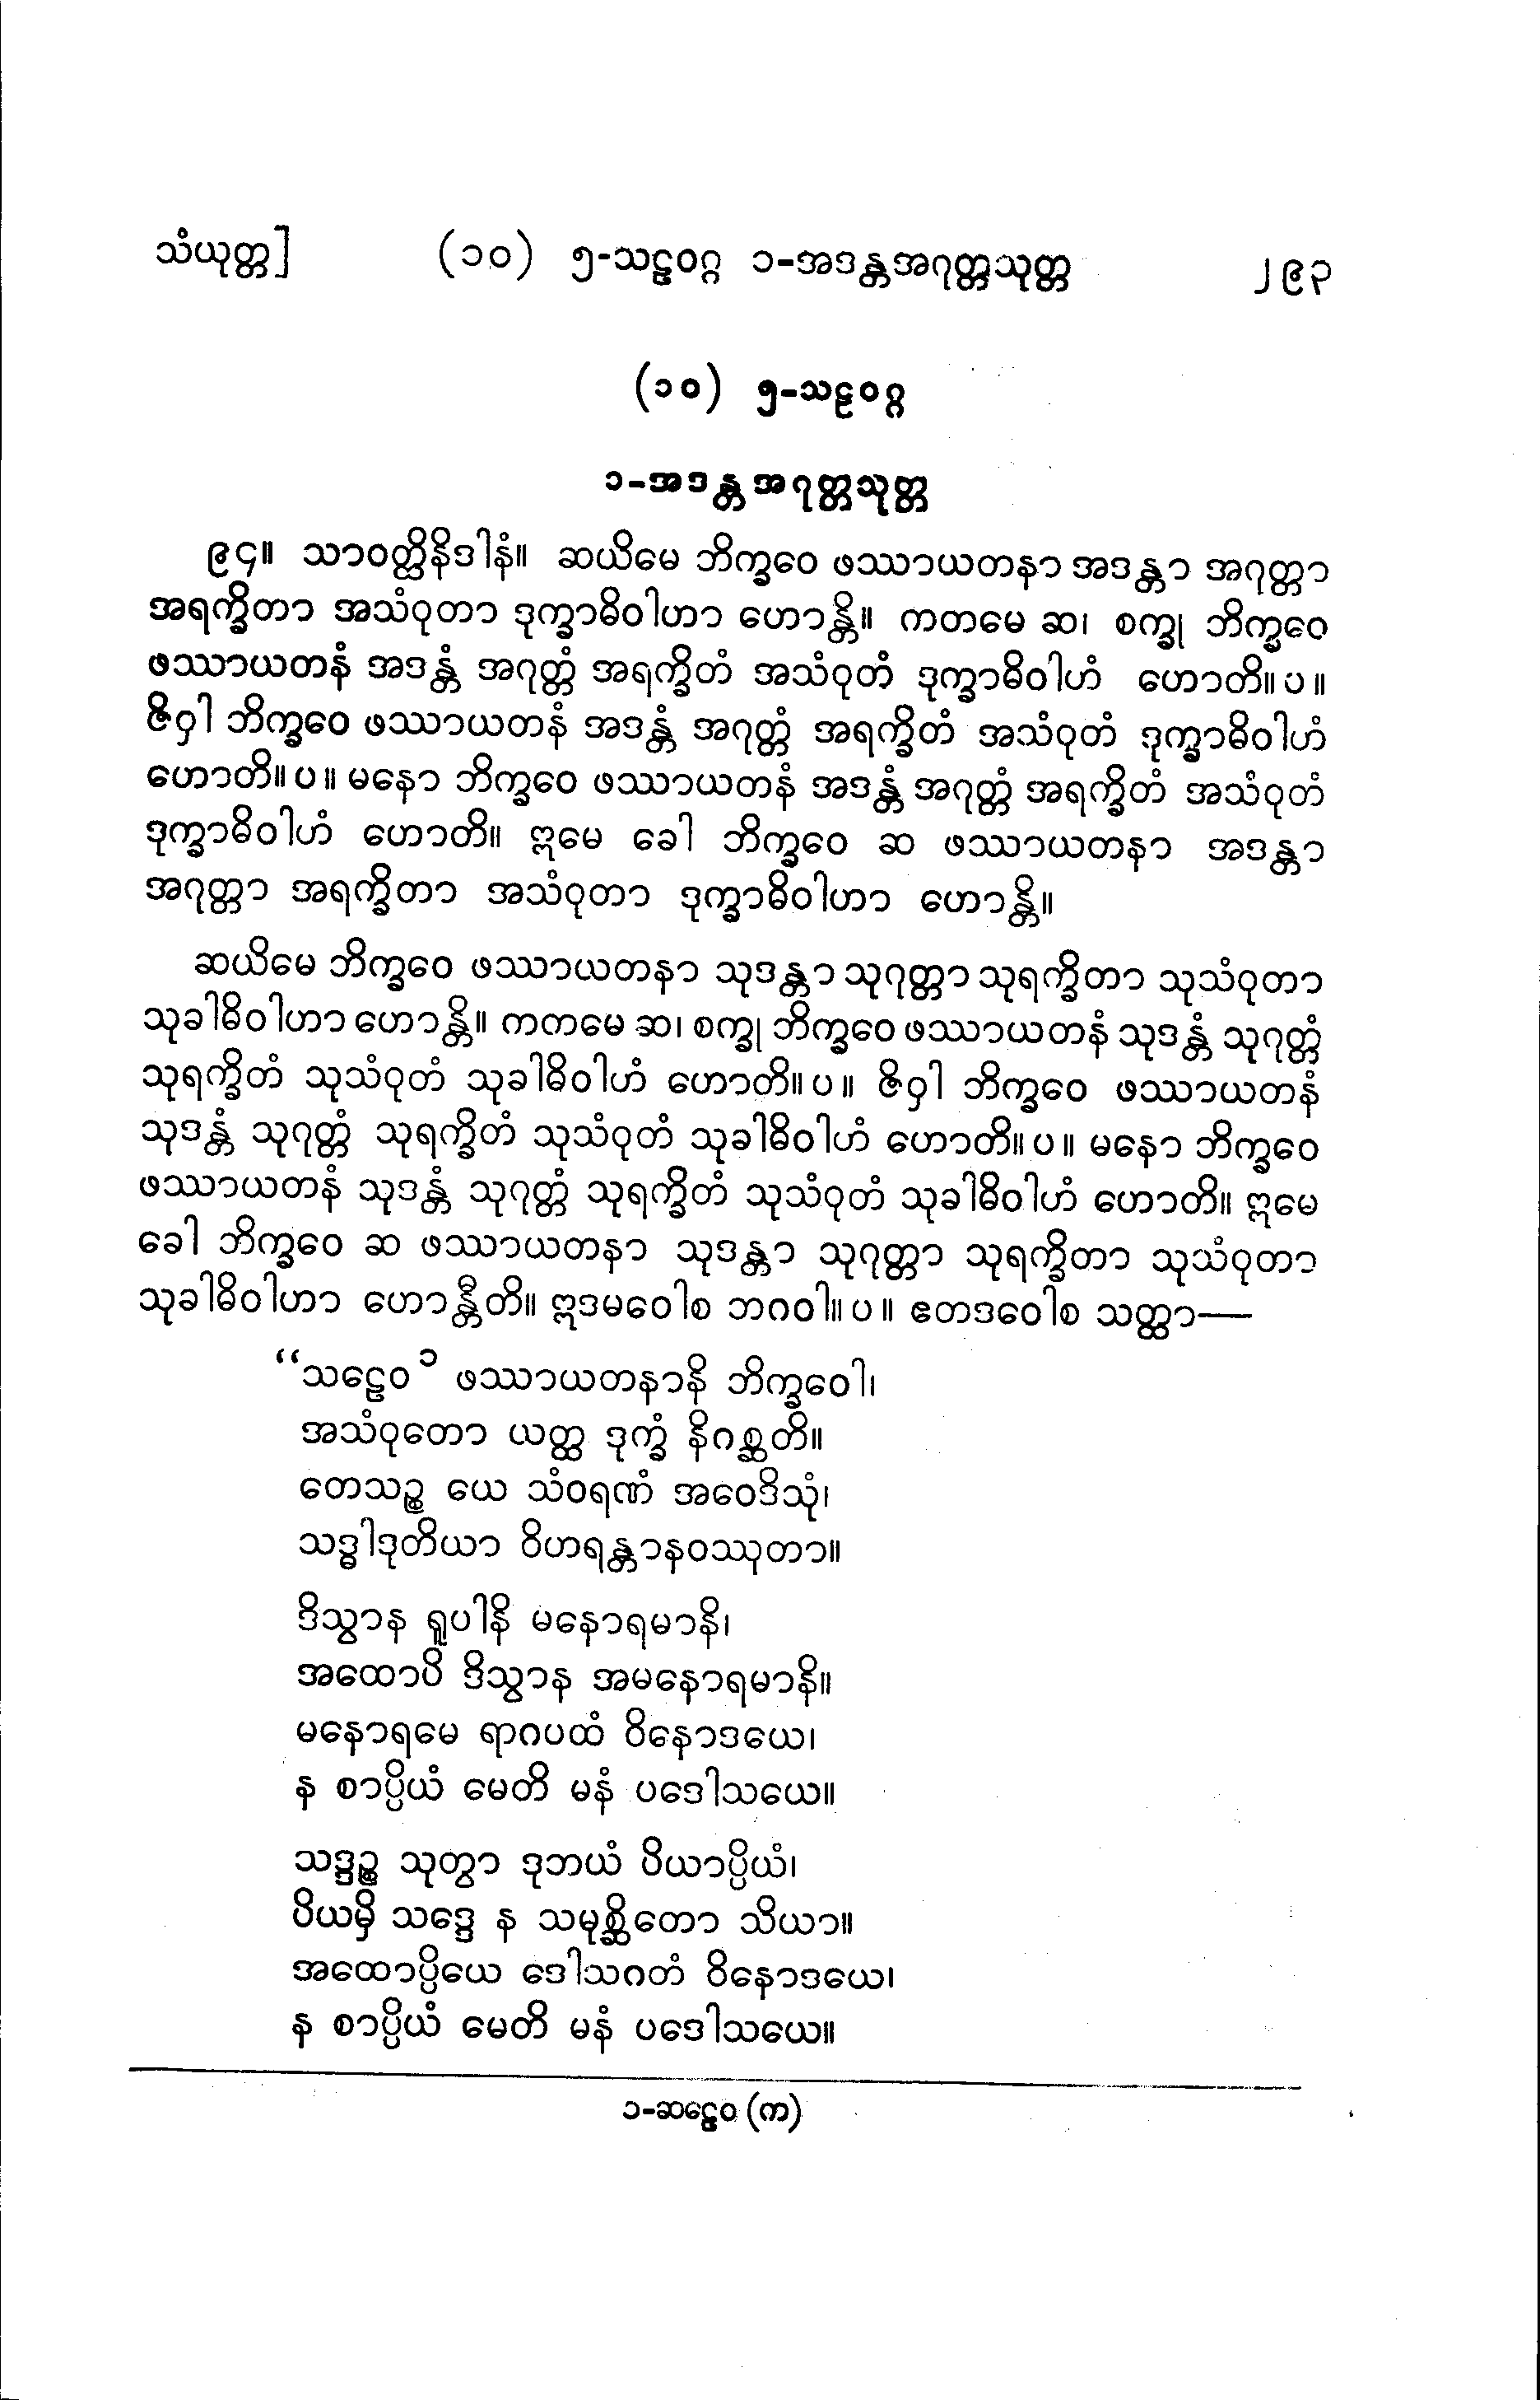 သံယုတ္တ] (၁၀) ၅-သဠဝဂ္ဂ ၁-အဒန္တအဂုတ္တသုတ္တ ၂၉၃
(၁၀) ၅-သဠဝဂ္ဂ
၁-အဒန္တအဂုတ္တသုတ္တ
၉၄။ သာဝတ္ထိနိဒါနံ။ ဆယိမေ ဘိက္ခဝေ ဖဿာယတနာ အဒန္တာ အဂုတ္တာ
အရက္ခိတာ အသံဝုတာ ဒုက္ခာဓိဝါဟာ ဟောန္တိ။ ကတမေ ဆ၊ စက္ခု ဘိက္ခဝေ
ဖဿာယတနံ အဒန္တံ အဂုတ္တံ အရက္ခိတံ အသံဝုတံ ဒုက္ခာဓိဝါဟံ ဟောတိ။ ပ ။
ဇိဝှါ ဘိက္ခဝေ ဖဿာယတနံ အဒန္တံ အဂုတ္တံ အရက္ခိတံ အသံဝုတံ ဒုက္ခာဓိဝါဟံ
ဟောတိ။ ပ ။ မနော ဘိက္ခဝေ ဖဿာယတနံ အဒန္တံ အဂုတ္တံ အရက္ခိတံ အသံဝုတံ
ဒုက္ခာဓိဝါဟံ ဟောတိ။ ဣမေ ခေါ ဘိက္ခဝေ ဆ ဖဿာယတနာ အဒန္တာ
အဂုတ္တာ အရက္ခိတာ အသံဝုတာ ဒုက္ခာဓိဝါဟာ ဟောန္တိ။
ဆယိမေ ဘိက္ခဝေ ဖဿာယတနာ သုဒန္တာ သုဂုတ္တာ သုရက္ခိတာ သုသံဝုတာ
သုခါဓိဝါဟာ ဟောန္တိ။ ကကမေ ဆ၊ စက္ခု ဘိက္ခဝေ ဖဿာယတနံ သုဒန္တံ သုဂုတ္တံ
သုရက္ခိတံ သုသံဝုတံ သုခါဓိဝါဟံ ဟောတိ။ ပ ။ ဇိဝှါ ဘိက္ခဝေ ဖဿာယတနံ
သုဒန္တံ သုဂုတ္တံ သုရက္ခိတံ သုသံဝုတံ သုခါဓိဝါဟံ ဟောတိ။ ပ ။ မနော ဘိက္ခဝေ
ဖဿာယတနံ သုဒန္တံ သုဂုတ္တံ သုရက္ခိတံ သုသံဝုတံ သုခါဓိဝါဟံ ဟောတိ။ ဣမေ
ခေါ ဘိက္ခဝေ ဆ ဖဿာယတနာ သုဒန္တာ သုဂုတ္တာ သုရက္ခိတာ သုသံဝုတာ
သုခါဓိဝါဟာ ဟောန္တီတိ။ ဣဒမဝေါစ ဘဂဝါ။ ပ ။ ဧတဒဝေါစ သတ္ထာ—
“သဠေဝ ၁ ဖဿာယတနာနိ ဘိက္ခဝေါ၊
အသံဝုတော ယတ္ထ ဒုက္ခံ နိဂစ္ဆတိ။
တေသဉ္စ ယေ သံဝရဏံ အဝေဒိသုံ၊
သဒ္ဓါဒုတိယာ ဝိဟရန္တာနဝဿုတာ။
ဒိသွာန ရူပါနိ မနောရမာနိ၊
အထောပိ ဒိသွာန အမနောရမာနိ။
မနောရမေ ရာဂပထံ ဝိနောဒယေ၊
န စာပ္ပိယံ မေတိ မနံ ပဒေါသယေ။
သဒ္ဒဉ္စ သုတွာ ဒုဘယံ ပိယာပ္ပိယံ၊
ပိယမှိ သဒ္ဒေ န သမုစ္ဆိတော သိယာ။
အထောပ္ပိယေ ဒေါသဂတံ ဝိနောဒယေ၊
န စာပ္ပိယံ မေတိ မနံ ပဒေါသယေ။
၁-ဆဠေဝ (က)